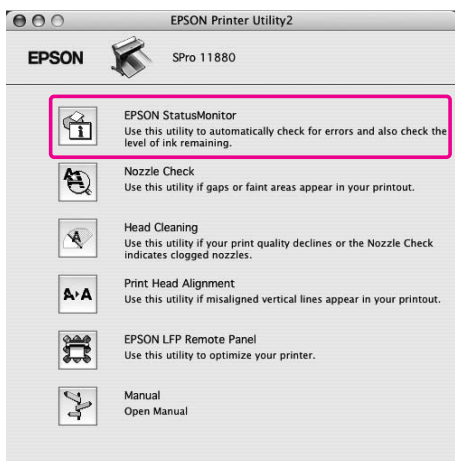 EPSON Printer Utility2
EPSON
SPro 11880
EPSON StatusMonitor
Use this utility to automatically check for errors and also check the
level of ink remaining.
Nozzle Check
Use this utility if gaps or faint areas appear in your printout.
Head Cleaning
Use this utility if your print quality declines or the Nozzle Check
indicates clogged nozzles.
A›A
Print Head Alignment
Use this utility if misaligned vertical lines appear in your printout.
EPSON LFP Remote Panel
Use this utility to optimize your printer.
Manual
Open Manual